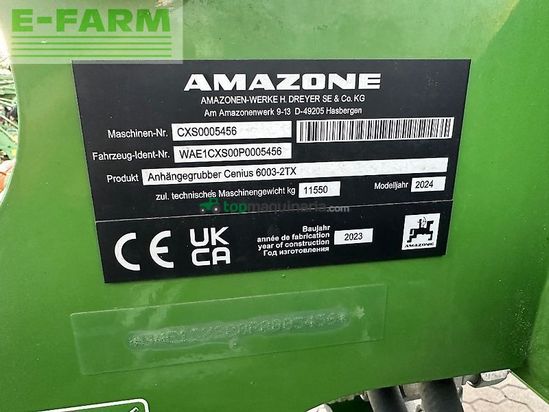 E-FARM
AMAZONE
AMAZONEN-WERKE H. DREYER SE & Co. KG
Am Amazonenwerk 9-13 D-49205 Hasbergen
Maschinen-Nr. CXS0005456
Fahrzeug-Ident-Nr. WAE1CXS00P0005456
Produkt Anhängegrubber Cenius 6003-2TX
zul. technisches Maschinengewicht kg 11550 Modelljahr 2024
topmaquinaria.com
CE UK CA
Baujahr
année de fabrication
year of construction
Год изготовления
2023
AMAZONE